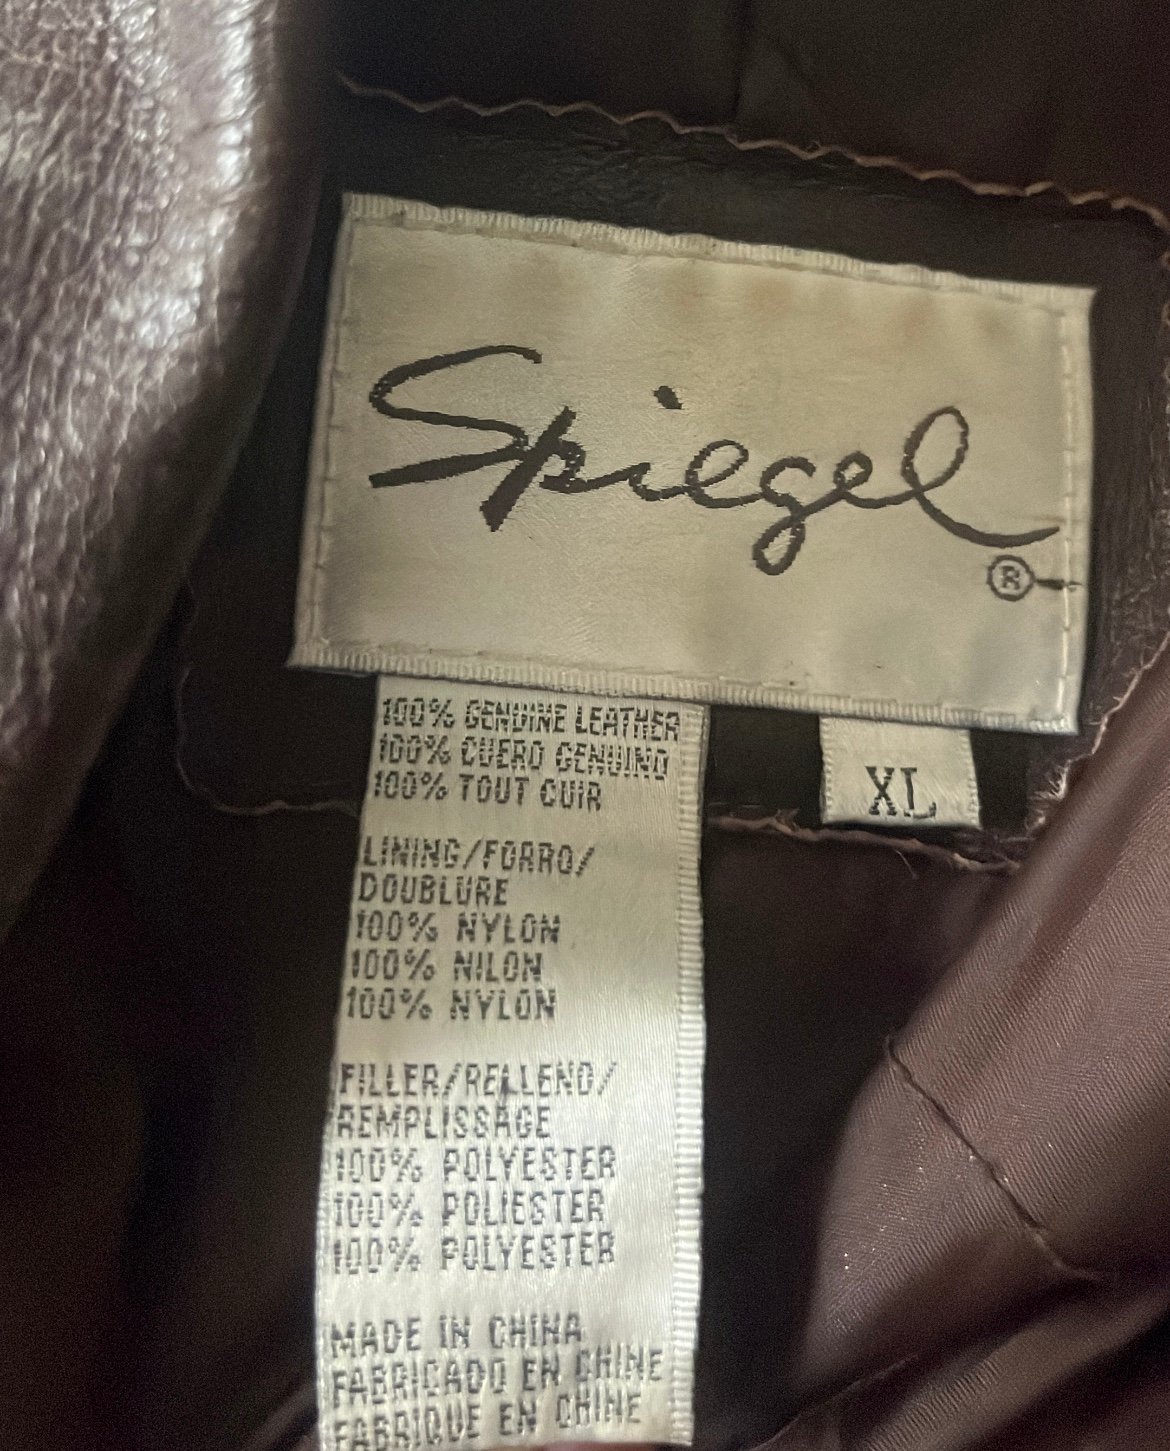 Spiegel
®
XL
100% GENUINE LEATHER
100% CUERO GENUINO
100% TOUT CUIR
LINING/FORRO/
DOUBLURE
100% NYLON
100% NILON
100% NYLON
FILLER/RELLENO/
REMPLISSAGE
100% POLYESTER
100% POLIESTER
100% POLYESTER
MADE IN CHINA
FABRICADO EN CHINE
FABRIQUE EN CHINE